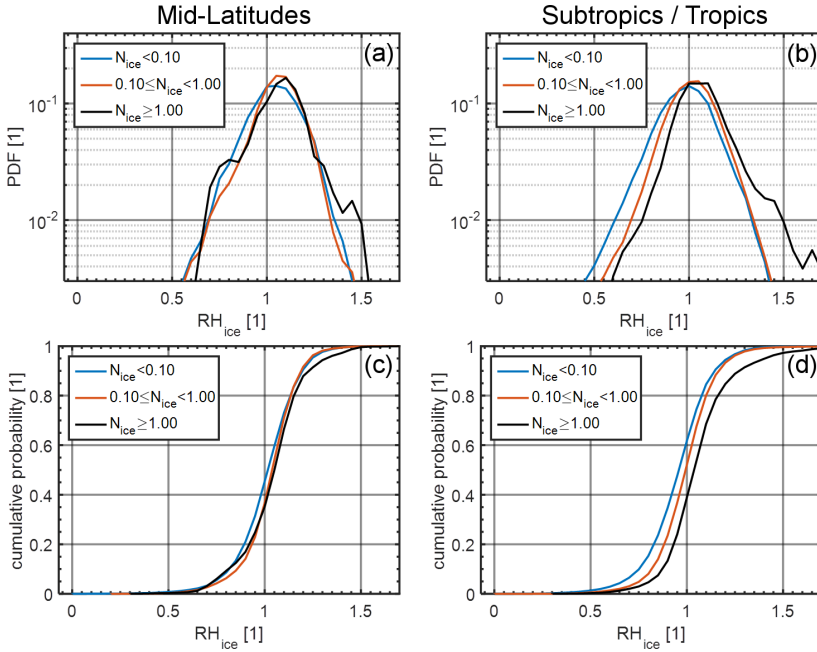 Mid-Latitudes
Subtropics / Tropics
(a)
N_ice<0.10
0.10≤N_ice<1.00
N_ice≥1.00
PDF [1]
10^-1
10^-2
0 0.5 1 1.5
RH_ice [1]
(b)
N_ice<0.10
0.10≤N_ice<1.00
N_ice≥1.00
PDF [1]
10^-1
10^-2
0 0.5 1 1.5
RH_ice [1]
(c)
N_ice<0.10
0.10≤N_ice<1.00
N_ice≥1.00
cumulative probability [1]
1
0.8
0.6
0.4
0.2
0
0 0.5 1 1.5
RH_ice [1]
(d)
N_ice<0.10
0.10≤N_ice<1.00
N_ice≥1.00
cumulative probability [1]
1
0.8
0.6
0.4
0.2
0
0 0.5 1 1.5
RH_ice [1]